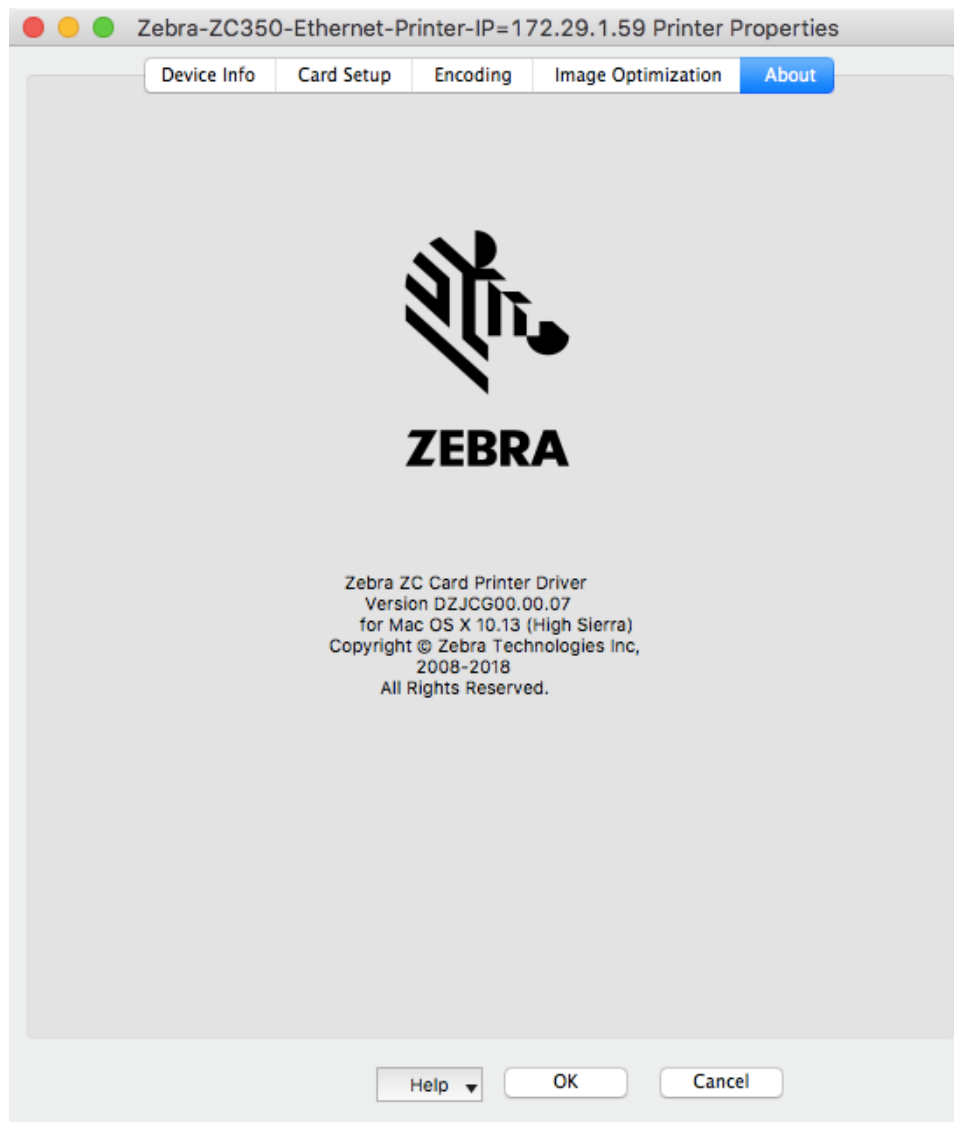 Zebra-ZC350-Ethernet-Printer-IP=172.29.1.59 Printer Properties
Device Info Card Setup Encoding Image Optimization About
ZEBRA
Zebra ZC Card Printer Driver
Version DZJCG00.00.07
for Mac OS X 10.13 (High Sierra)
Copyright © Zebra Technologies Inc,
2008-2018
All Rights Reserved.
Help OK Cancel